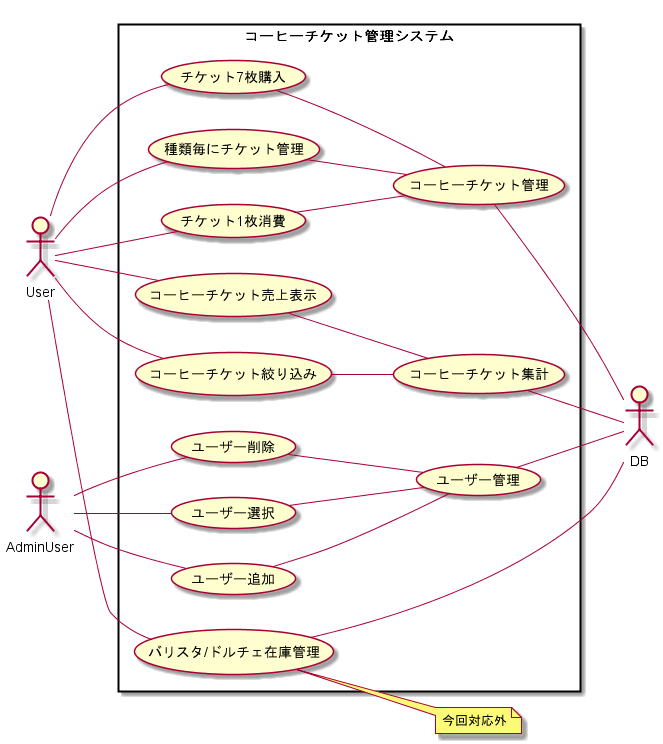 コーヒーチケット管理システム
チケット7枚購入
種類毎にチケット管理
コーヒーチケット管理
チケット1枚消費
User
コーヒーチケット売上表示
コーヒーチケット絞り込み
コーヒーチケット集計
ユーザー削除
DB
ユーザー管理
ユーザー選択
AdminUser
ユーザー追加
バリスタ/ドルチェ在庫管理
今回対応外